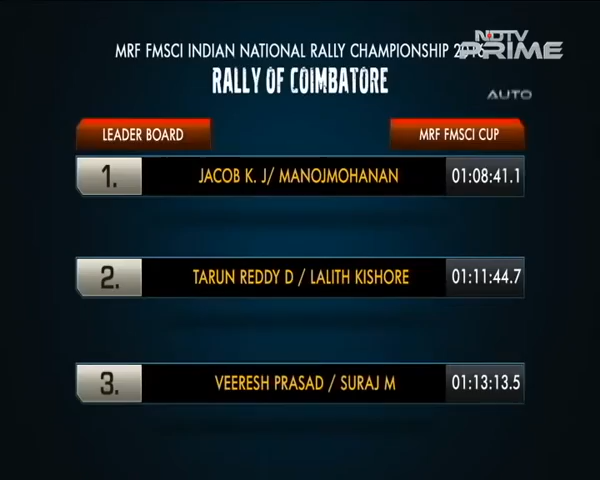 NDTV
PRIME
MRF FMSCI INDIAN NATIONAL RALLY CHAMPIONSHIP 2016
RALLY OF COIMBATORE
AUTO
LEADER BOARD
MRF FMSCI CUP
1. JACOB K. J/ MANOJMOHANAN 01:08:41.1
2. TARUN REDDY D / LALITH KISHORE 01:11:44.7
3. VEERESH PRASAD / SURAJ M 01:13:13.5